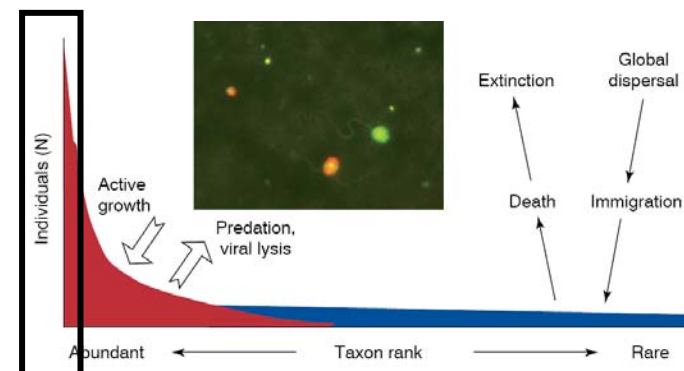 Individuals (N)
Active
growth
Predation,
viral lysis
Extinction
Global
dispersal
Death
Immigration
Abundant
Taxon rank
Rare